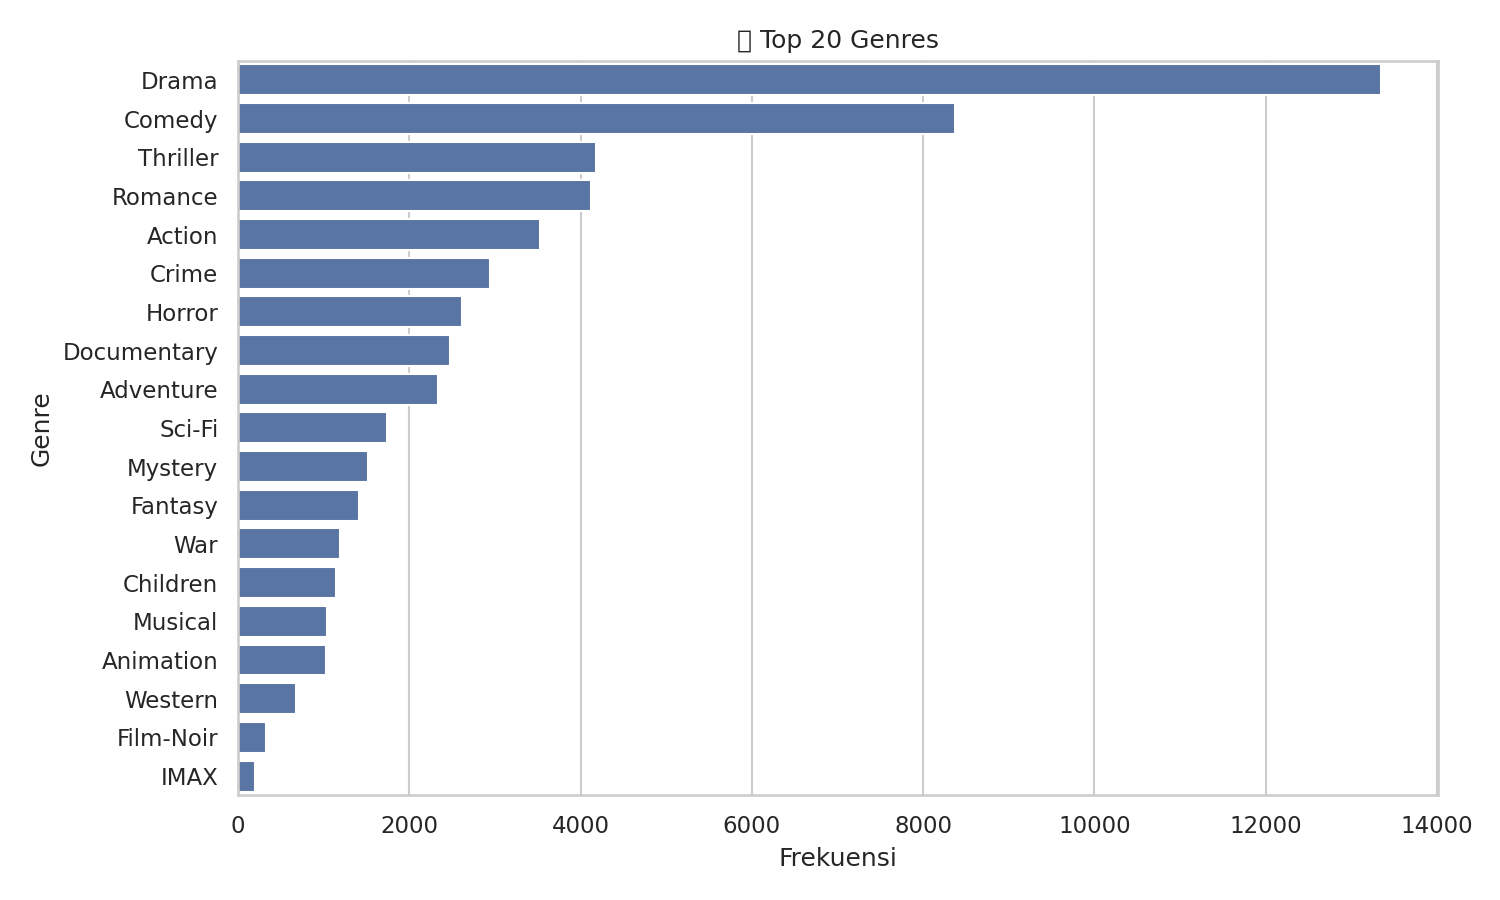 Top 20 Genres
Drama
Comedy
Thriller
Romance
Action
Crime
Horror
Documentary
Adventure
Sci-Fi
Mystery
Fantasy
War
Children
Musical
Animation
Western
Film-Noir
IMAX
Genre
0 2000 4000 6000 8000 10000 12000 14000
Frekuensi